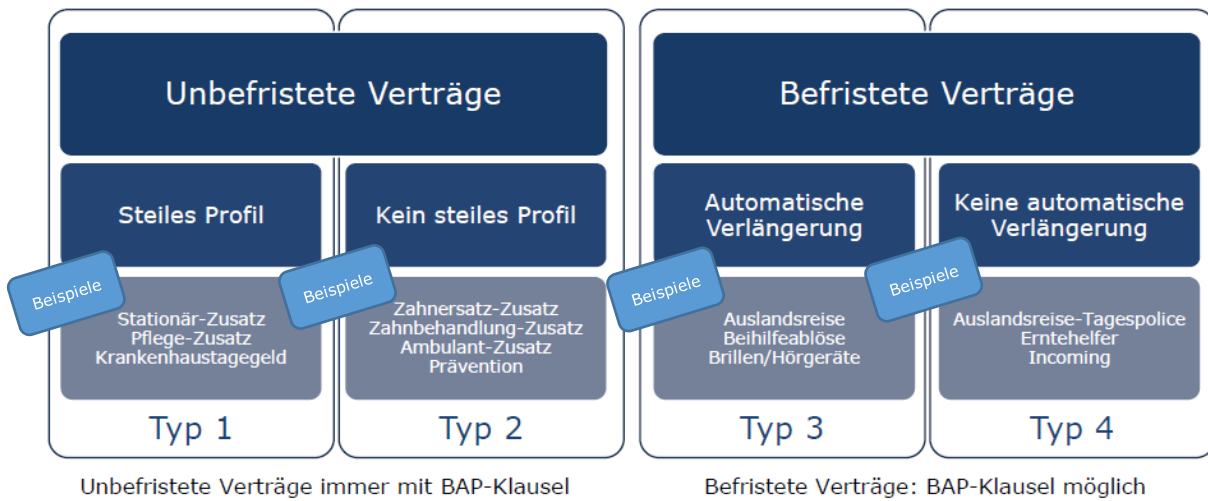 Unbefristete Verträge
Befristete Verträge
Steiles Profil
Kein steiles Profil
Automatische
Verlängerung
Keine automatische
Verlängerung
Beispiele
Beispiele
Beispiele
Beispiele
Stationär-Zusatz
Pflege-Zusatz
Krankenhaustagegeld
Zahnersatz-Zusatz
Zahnbehandlung-Zusatz
Ambulant-Zusatz
Prävention
Auslandsreise
Beihilfeablöse
Brillen/Hörgeräte
Auslandsreise-Tagespolice
Erntehelfer
Incoming
Typ 1
Typ 2
Typ 3
Typ 4
Unbefristete Verträge immer mit BAP-Klausel
Befristete Verträge: BAP-Klausel möglich